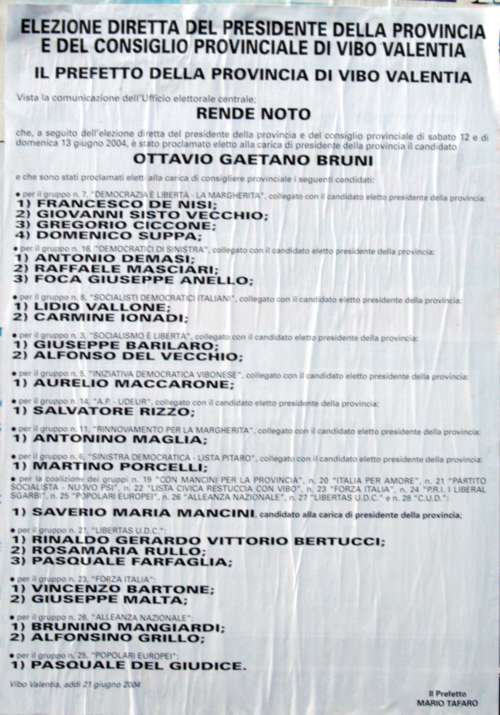 ELEZIONE DIRETTA DEL PRESIDENTE DELLA PROVINCIA
E DEL CONSIGLIO PROVINCIALE DI VIBO VALENTIA
IL PREFETTO DELLA PROVINCIA DI VIBO VALENTIA
Vista la comunicazione dell'Ufficio elettorale centrale;
RENDE NOTO
che, a seguito dell'elezione diretta del presidente della provincia e del consiglio provinciale di sabato 12 e di
domenica 13 giugno 2004, è stato proclamato eletto alla carica di presidente della provincia il candidato
OTTAVIO GAETANO BRUNI
e che sono stati proclamati eletti alla carica di consigliere provinciale i seguenti candidati:
● per il gruppo n. 7, "DEMOCRAZIA È LIBERTÀ - LA MARGHERITA", collegato con il candidato eletto presidente della provincia:
1) FRANCESCO DE NISI;
2) GIOVANNI SISTO VECCHIO;
3) GREGORIO CICCONE;
4) DOMENICO SUPPA;
● per il gruppo n. 16, "DEMOCRATICI DI SINISTRA", collegato con il candidato eletto presidente della provincia:
1) ANTONIO DEMASI;
2) RAFFAELE MASCIARI;
3) FOCA GIUSEPPE ANELLO;
● per il gruppo n. 8, "SOCIALISTI DEMOCRATICI ITALIANI", collegato con il candidato eletto presidente della provincia:
1) LIDIO VALLONE;
2) CARMINE IONADI;
● per il gruppo n. 3, "SOCIALISMO È LIBERTÀ", collegato con il candidato eletto presidente della provincia:
1) GIUSEPPE BARILARO;
2) ALFONSO DEL VECCHIO;
● per il gruppo n. 5, "INIZIATIVA DEMOCRATICA VIBONESE", collegato con il candidato eletto presidente della provincia:
1) AURELIO MACCARONE;
● per il gruppo n. 14, "A.P. - UDEUR", collegato con il candidato eletto presidente della provincia:
1) SALVATORE RIZZO;
● per il gruppo n. 11, "RINNOVAMENTO PER LA MARGHERITA", collegato con il candidato eletto presidente della provincia:
1) ANTONINO MAGLIA;
● per il gruppo n. 6, "SINISTRA DEMOCRATICA - LISTA PITARO", collegato con il candidato eletto presidente della provincia:
1) MARTINO PORCELLI;
● per la coalizioni dei gruppi n. 19 "CON MANCINI PER LA PROVINCIA", n. 20 "ITALIA PER AMORE", n. 21 "PARTITO
SOCIALISTA - NUOVO PSI", n. 22 "LISTA CIVICA RESTUCCIA CON VIBO", n. 23 "FORZA ITALIA", n. 24 "P.R.I. I LIBERAL
SGARBI", n. 25 "POPOLARI EUROPEI", n. 26 "ALLEANZA NAZIONALE", n. 27 "LIBERTAS U.D.C." e n. 28 "C.U.D.":
1) SAVERIO MARIA MANCINI, candidato alla carica di presidente della provincia;
● per il gruppo n. 21, "LIBERTAS U.D.C.":
1) RINALDO GERARDO VITTORIO BERTUCCI;
2) ROSAMARIA RULLO;
3) PASQUALE FARFAGLIA;
● per il gruppo n. 23, "FORZA ITALIA":
1) VINCENZO BARTONE;
2) GIUSEPPE MALTA;
● per il gruppo n. 26, "ALLEANZA NAZIONALE":
1) BRUNINO MANGIARDI;
2) ALFONSINO GRILLO;
● per il gruppo n. 25, "POPOLARI EUROPEI":
1) PASQUALE DEL GIUDICE.
Vibo Valentia, addì 21 giugno 2004
Il Prefetto
MARIO TAFARO